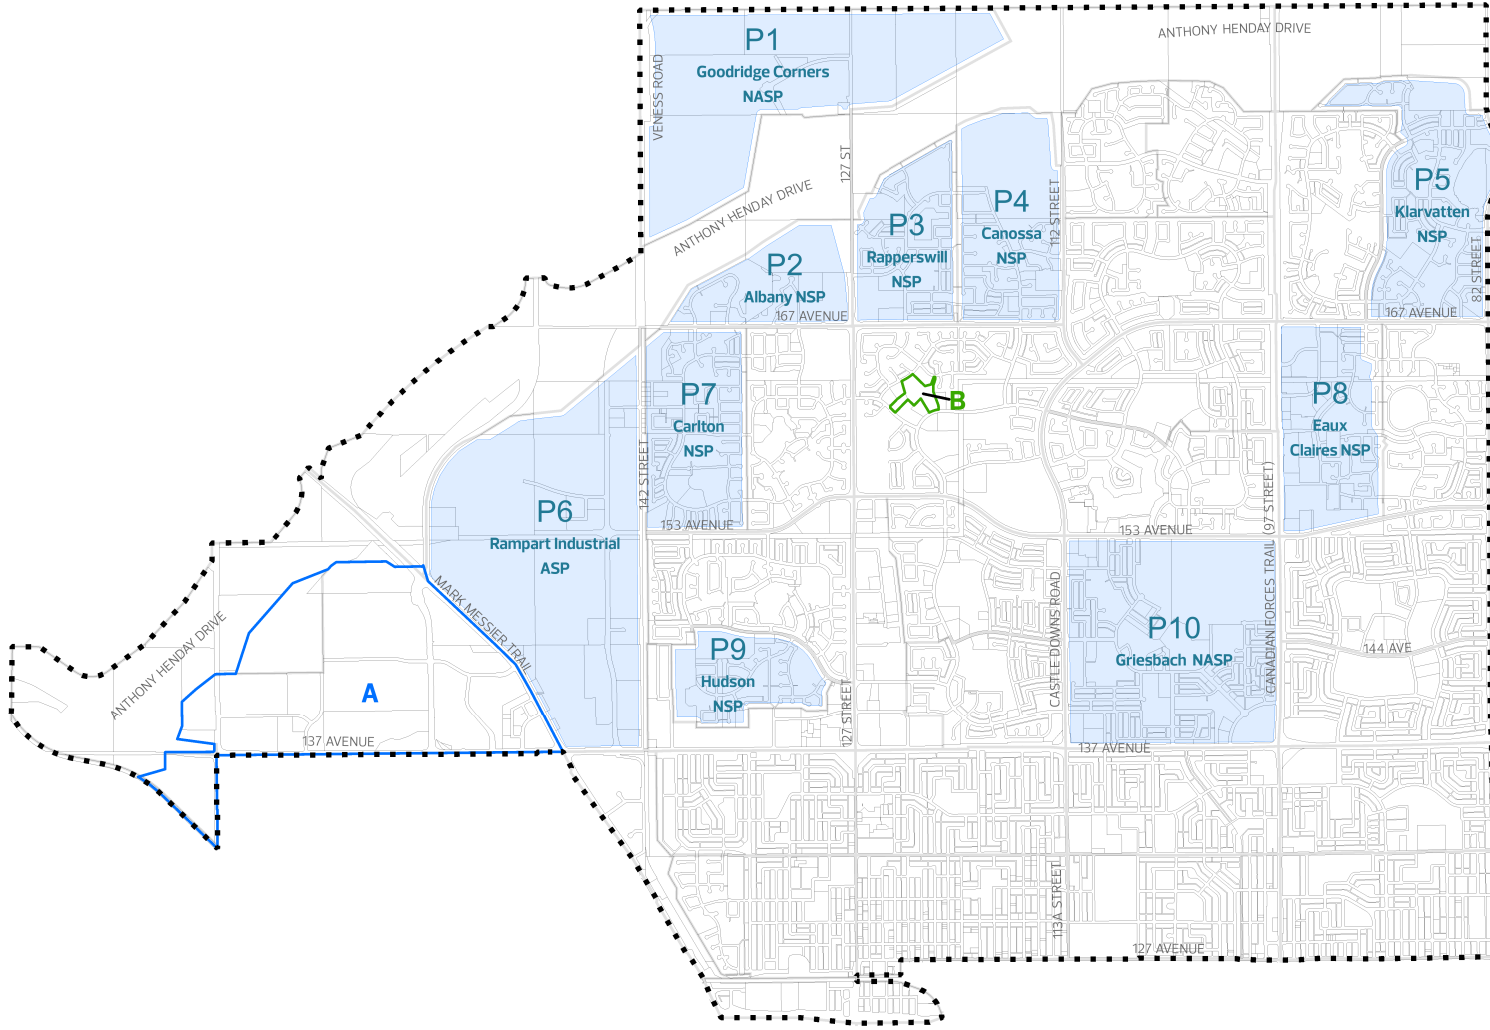 P1
Goodridge Corners
NASP
ANTHONY HENDAY DRIVE
VENESS ROAD
127 ST
ANTHONY HENDAY DRIVE
P2
Albany NSP
167 AVENUE
P3
Rapperswill
NSP
P4
Canossa
NSP
112 STREET
P5
Klarvatten
NSP
82 STREET
167 AVENUE
P7
Carlton
NSP
142 STREET
153 AVENUE
B
P8
Eaux
Claires NSP
P6
Rampart Industrial
ASP
153 AVENUE
CANADIAN FORCES TRAIL (97 STREET)
MARK MESSIER TRAIL
ANTHONY HENDAY DRIVE
A
137 AVENUE
P9
Hudson
NSP
127 STREET
CASTLE DOWNS ROAD
P10
Griesbach NASP
144 AVE
137 AVENUE
113A STREET
127 AVENUE